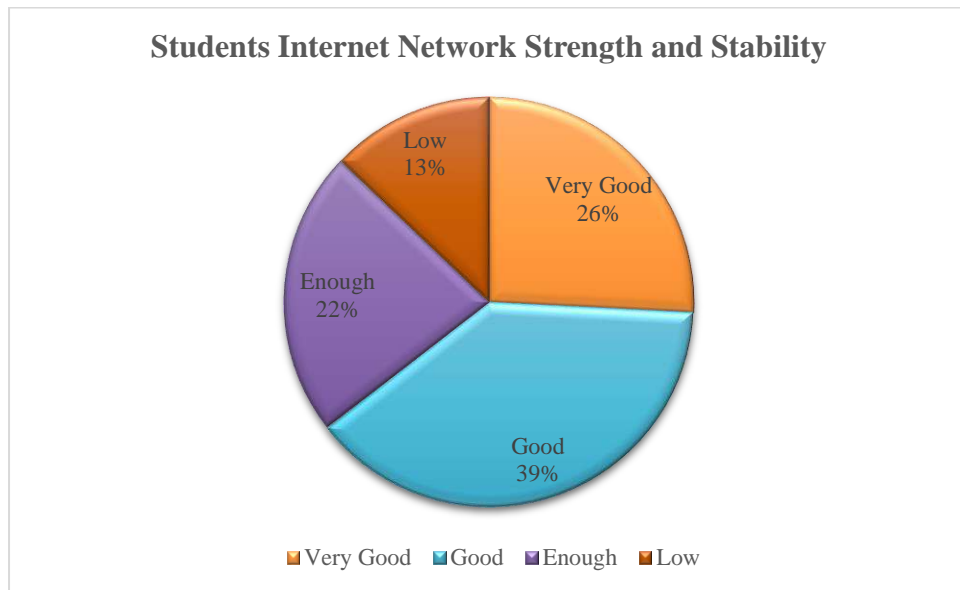 Students Internet Network Strength and Stability
Low
13%
Very Good
26%
Enough
22%
Good
39%
Very Good Good Enough Low